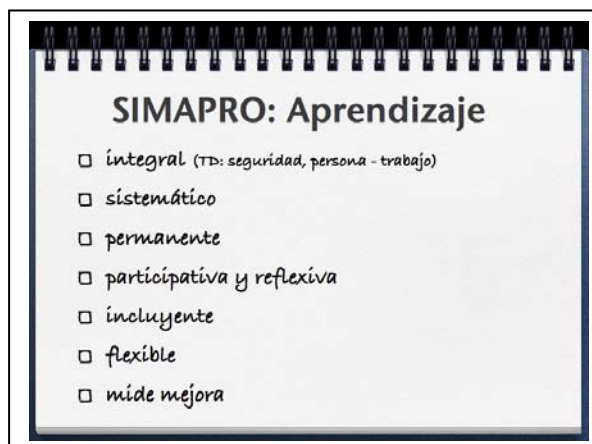 SIMAPRO: Aprendizaje
integral (TD: seguridad, persona - trabajo)
sistemático
permanente
participativa y reflexiva
incluyente
flexible
mide mejora